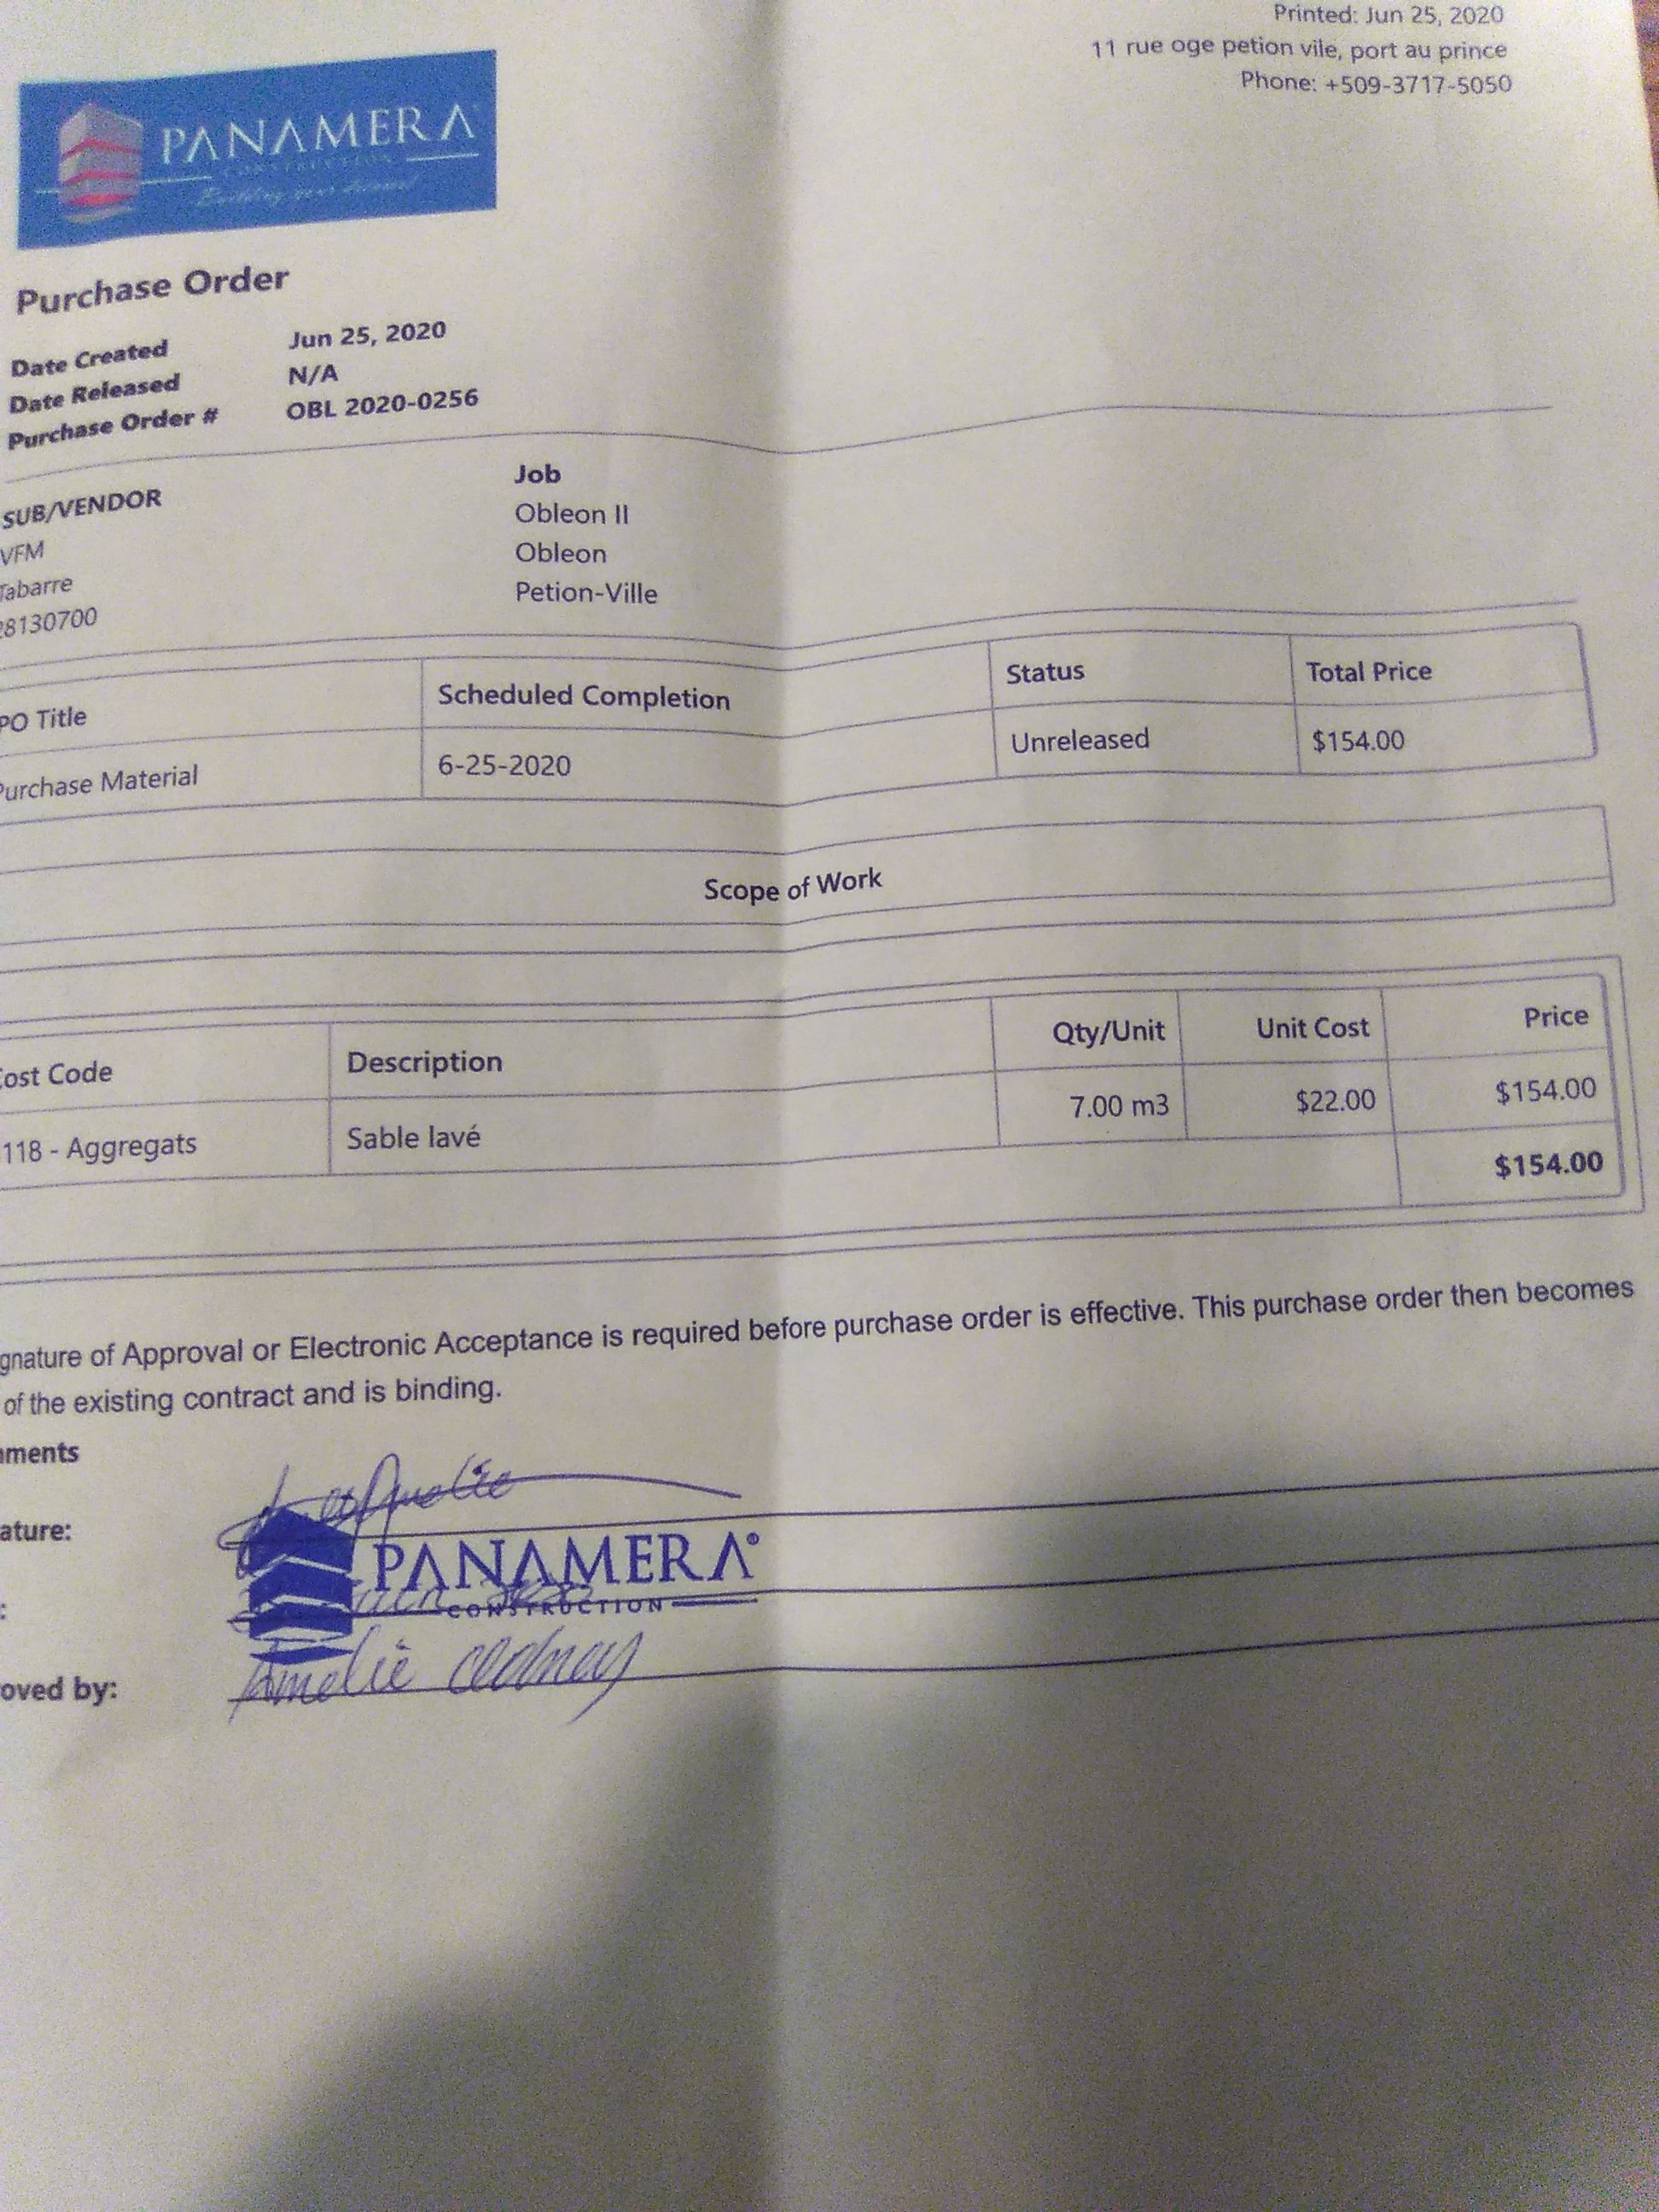 Printed: Jun 25, 2020
11 rue oge petion vile, port au prince
Phone: +509-3717-5050
PANAMERA
CONSTRUCTION
Building your dreams!
Purchase Order
Date Created Jun 25, 2020
Date Released N/A
Purchase Order # OBL 2020-0256
SUB/VENDOR Job
VFM Obleon II
Tabarre Obleon
28130700 Petion-Ville
PO Title Scheduled Completion Status Total Price
Purchase Material 6-25-2020 Unreleased $154.00
Scope of Work
Cost Code Description Qty/Unit Unit Cost Price
118 - Aggregats Sable lavé 7.00 m3 $22.00 $154.00
$154.00
gnature of Approval or Electronic Acceptance is required before purchase order is effective. This purchase order then becomes
of the existing contract and is binding.
mments
ature:
PANAMERA
CONSTRUCTION
:
oved by: Amelie